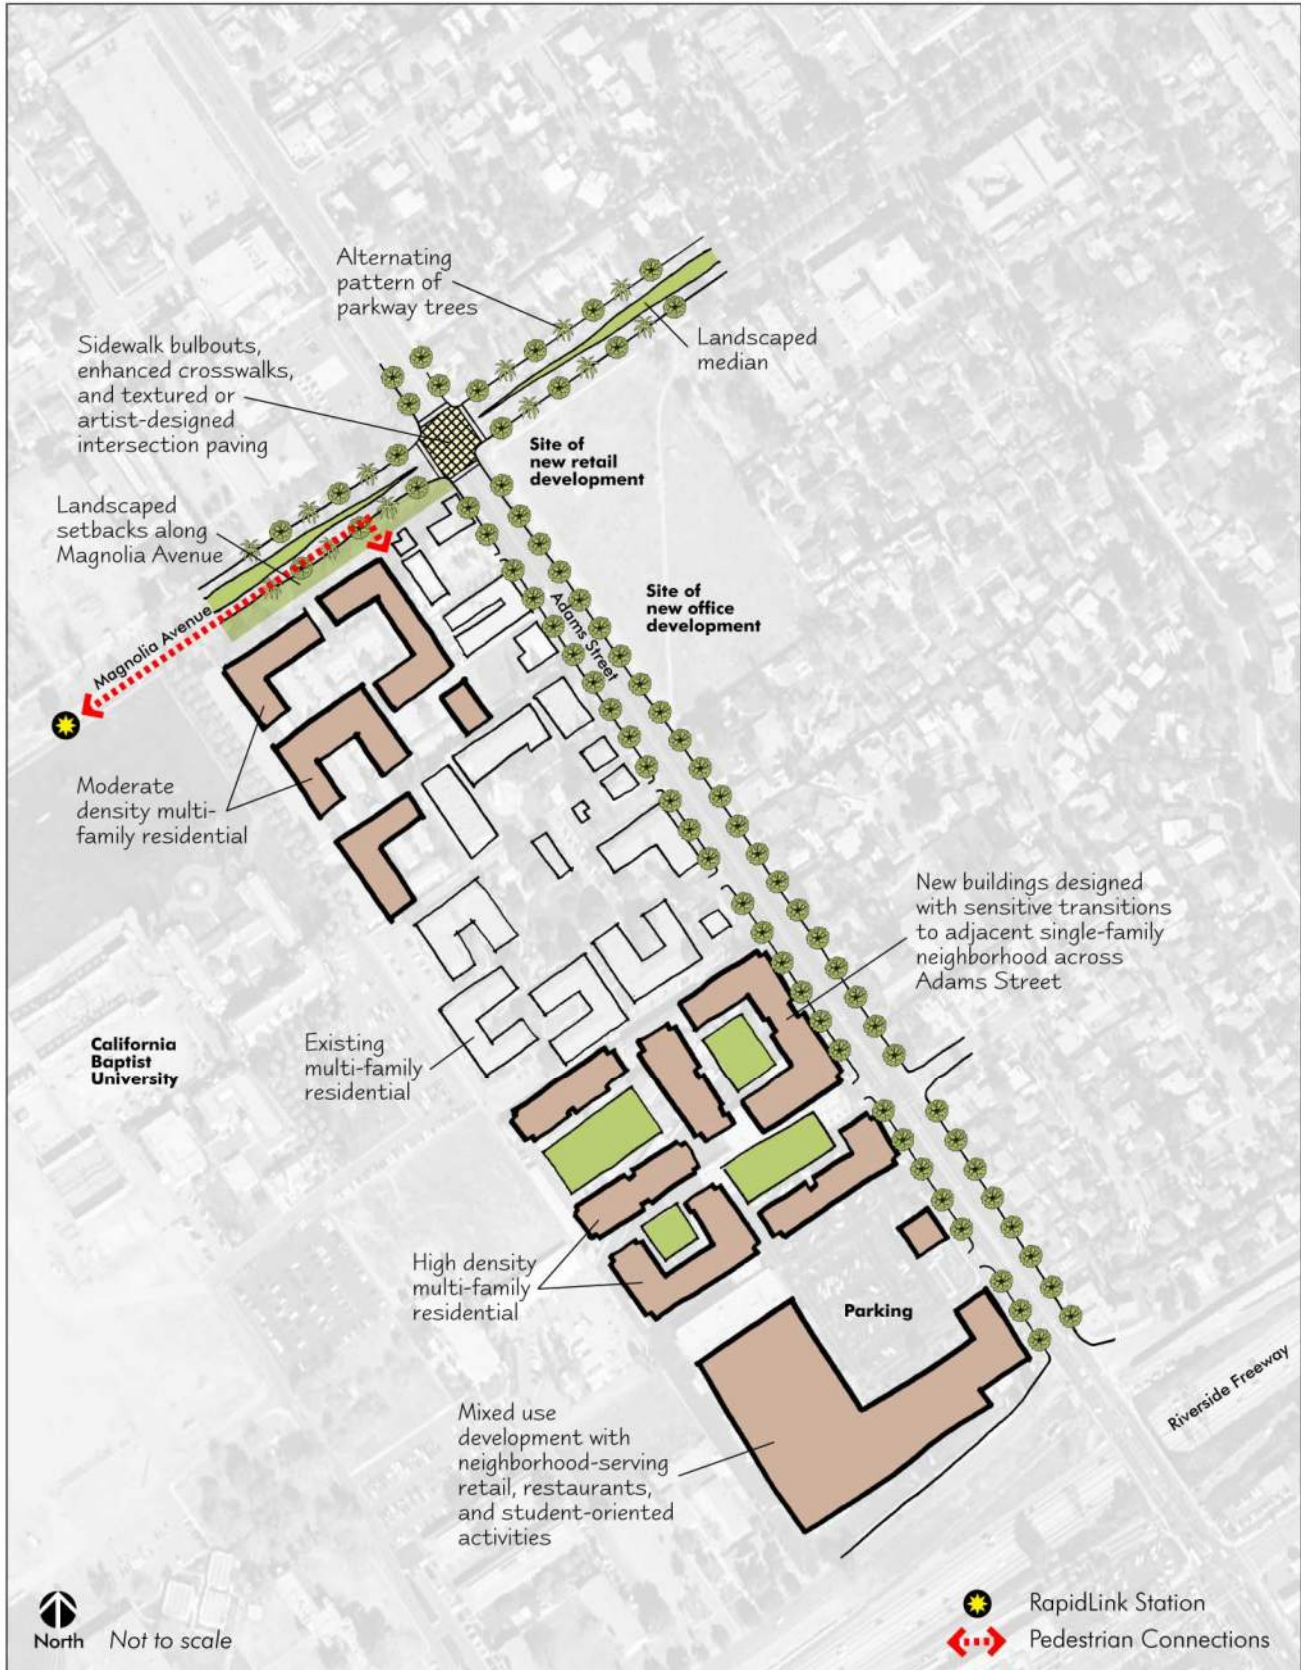 Alternating
pattern of
parkway trees
Landscaped
median
Sidewalk bulbouts,
enhanced crosswalks,
and textured or
artist-designed
intersection paving
Site of
new retail
development
Landscaped
setbacks along
Magnolia Avenue
Site of
new office
development
Adams Street
Magnolia Avenue
Moderate
density multi-
family residential
New buildings designed
with sensitive transitions
to adjacent single-family
neighborhood across
Adams Street
California
Baptist
University
Existing
multi-family
residential
High density
multi-family
residential
Parking
Riverside Freeway
Mixed use
development with
neighborhood-serving
retail, restaurants,
and student-oriented
activities
North
Not to scale
RapidLink Station
Pedestrian Connections